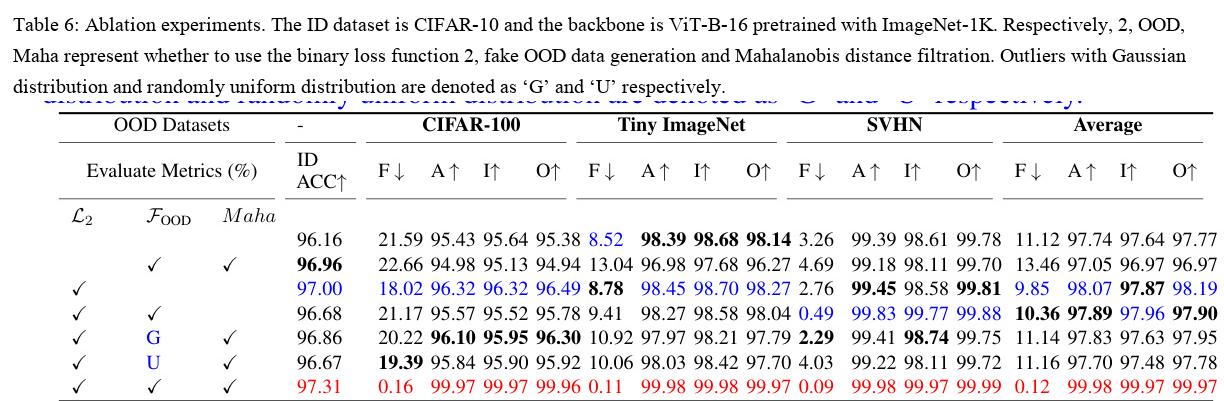 Table 6: Ablation experiments. The ID dataset is CIFAR-10 and the backbone is ViT-B-16 pretrained with ImageNet-1K. Respectively, 2, OOD,
Maha represent whether to use the binary loss function 2, fake OOD data generation and Mahalanobis distance filtration. Outliers with Gaussian
distribution and randomly uniform distribution are denoted as ‘G’ and ‘U’ respectively.
distribution and randomly uniform distribution are denoted as ‘G’ and ‘U’ respectively.
OOD Datasets - CIFAR-100 Tiny ImageNet SVHN Average
Evaluate Metrics (%) ID ACC↑ F↓ A↑ I↑ O↑ F↓ A↑ I↑ O↑ F↓ A↑ I↑ O↑ F↓ A↑ I↑ O↑
L₂ F_OOD Maha
96.16 21.59 95.43 95.64 95.38 8.52 98.39 98.68 98.14 3.26 99.39 98.61 99.78 11.12 97.74 97.64 97.77
✓ ✓ 96.96 22.66 94.98 95.13 94.94 13.04 96.98 97.68 96.27 4.69 99.18 98.11 99.70 13.46 97.05 96.97 96.97
✓ 97.00 18.02 96.32 96.32 96.49 8.78 98.45 98.70 98.27 2.76 99.45 98.58 99.81 9.85 98.07 97.87 98.19
✓ ✓ 96.68 21.17 95.57 95.52 95.78 9.41 98.27 98.58 98.04 0.49 99.83 99.77 99.88 10.36 97.89 97.96 97.90
✓ G ✓ 96.86 20.22 96.10 95.95 96.30 10.92 97.97 98.21 97.79 2.29 99.41 98.74 99.75 11.14 97.83 97.63 97.95
✓ U ✓ 96.67 19.39 95.84 95.90 95.92 10.06 98.03 98.42 97.70 4.03 99.22 98.11 99.72 11.16 97.70 97.48 97.78
✓ ✓ ✓ 97.31 0.16 99.97 99.97 99.96 0.11 99.98 99.98 99.97 0.09 99.98 99.97 99.99 0.12 99.98 99.97 99.97